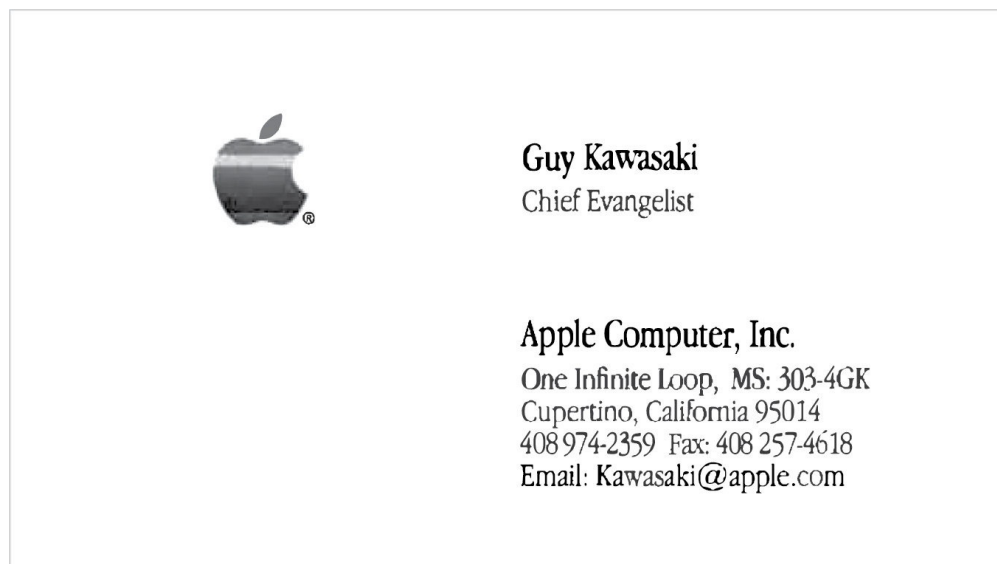 ®
Guy Kawasaki
Chief Evangelist
Apple Computer, Inc.
One Infinite Loop, MS: 303-4GK
Cupertino, California 95014
408 974-2359 Fax: 408 257-4618
Email: Kawasaki@apple.com